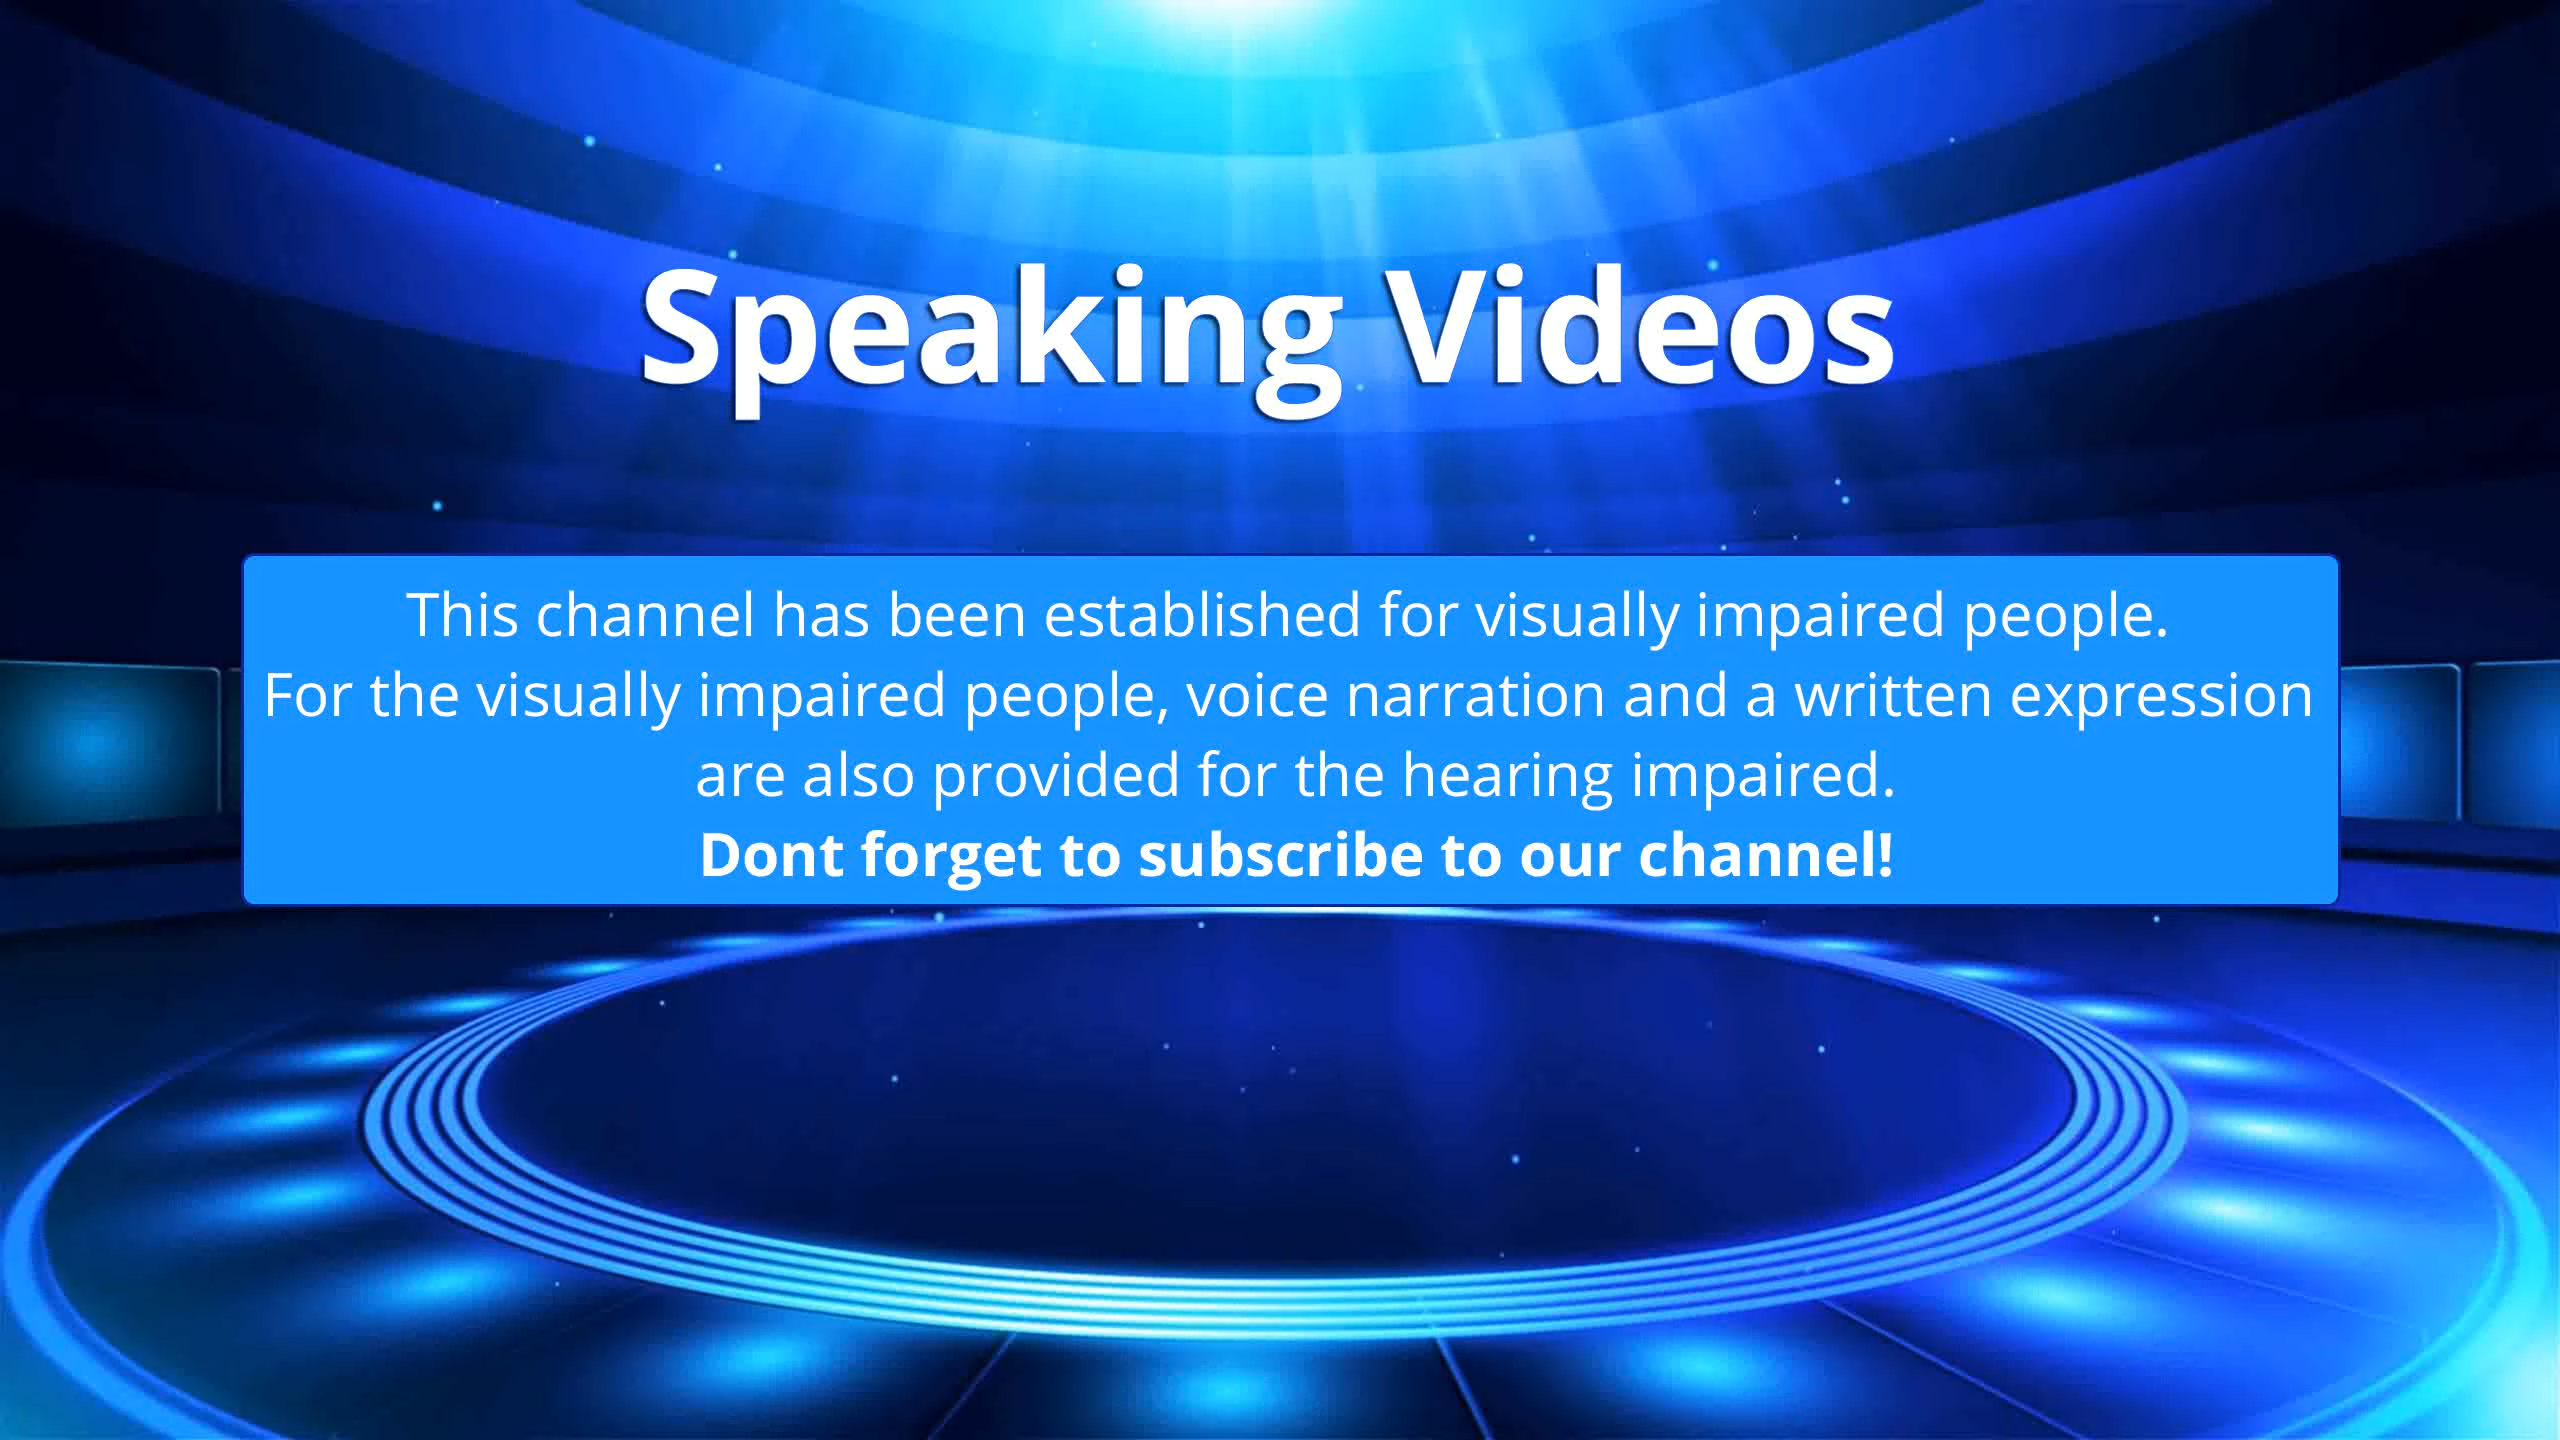 Speaking Videos
This channel has been established for visually impaired people.
For the visually impaired people, voice narration and a written expression
are also provided for the hearing impaired.
Dont forget to subscribe to our channel!